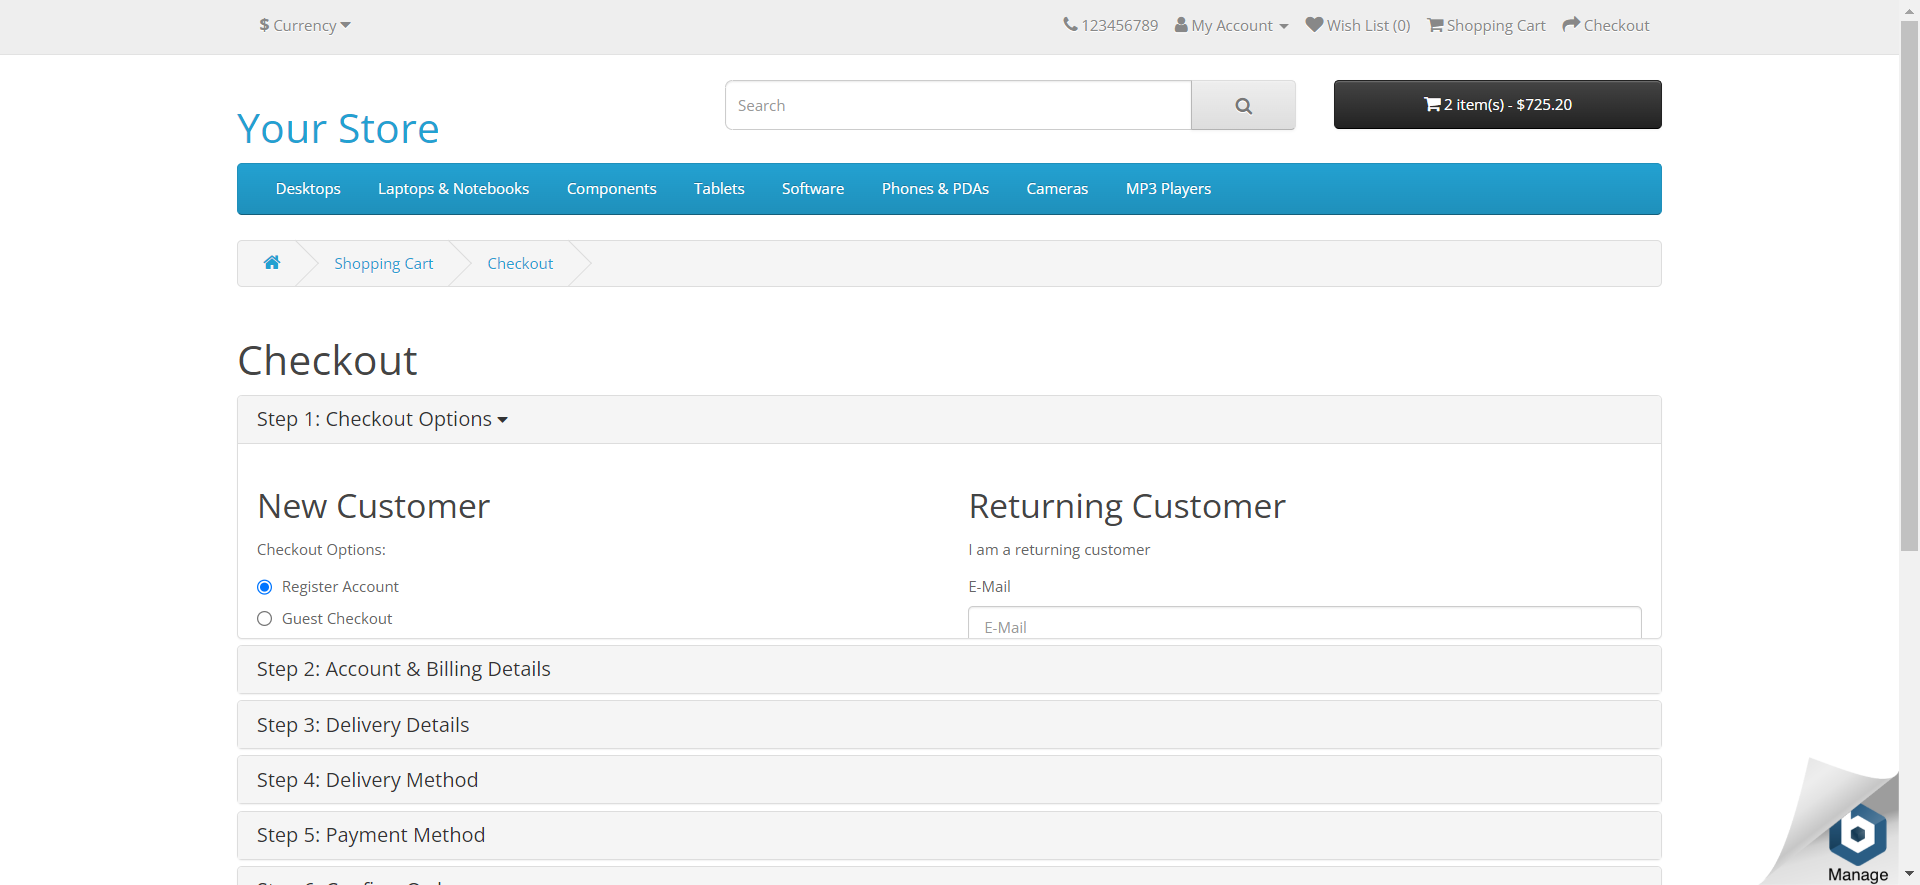 $ Currency
123456789 My Account Wish List (0) Shopping Cart Checkout
Search
2 item(s) - $725.20
Your Store
Desktops Laptops & Notebooks Components Tablets Software Phones & PDAs Cameras MP3 Players
Shopping Cart Checkout
Checkout
Step 1: Checkout Options
New Customer
Checkout Options:
Register Account
Guest Checkout
Returning Customer
I am a returning customer
E-Mail
E-Mail
Step 2: Account & Billing Details
Step 3: Delivery Details
Step 4: Delivery Method
Step 5: Payment Method
Manage